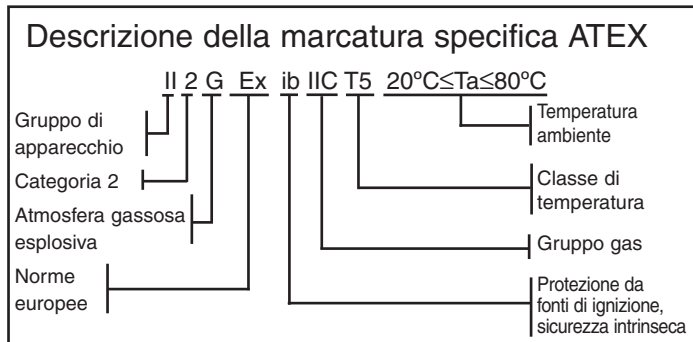 Descrizione della marcatura specifica ATEX
II 2 G Ex ib IIC T5 20ºC≤Ta≤80ºC
Gruppo di
apparecchio
Categoria 2
Atmosfera gassosa
esplosiva
Norme
europee
Temperatura
ambiente
Classe di
temperatura
Gruppo gas
Protezione da
fonti di ignizione,
sicurezza intrinseca